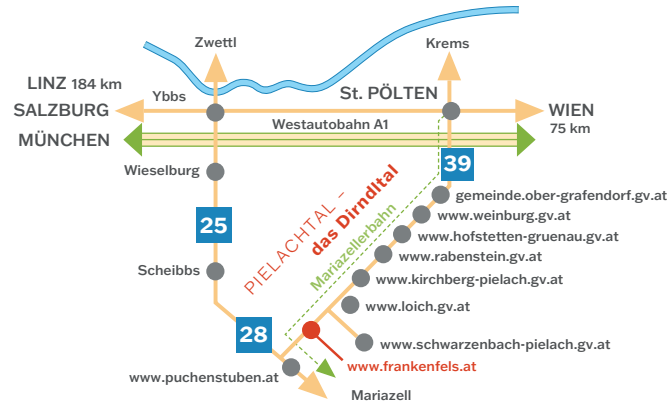 Zwettl
Krems
LINZ 184 km
Ybbs
St. PÖLTEN
SALZBURG
WIEN
75 km
Westautobahn A1
MÜNCHEN
39
Wieselburg
gemeinde.ober-grafendorf.gv.at
www.weinburg.gv.at
25
PIELACHTAL –
das Dirndltal
Mariazellerbahn
www.hofstetten-gruenau.gv.at
www.rabenstein.gv.at
Scheibbs
www.kirchberg-pielach.gv.at
www.loich.gv.at
28
www.schwarzenbach-pielach.gv.at
www.frankenfels.at
www.puchenstuben.at
Mariazell